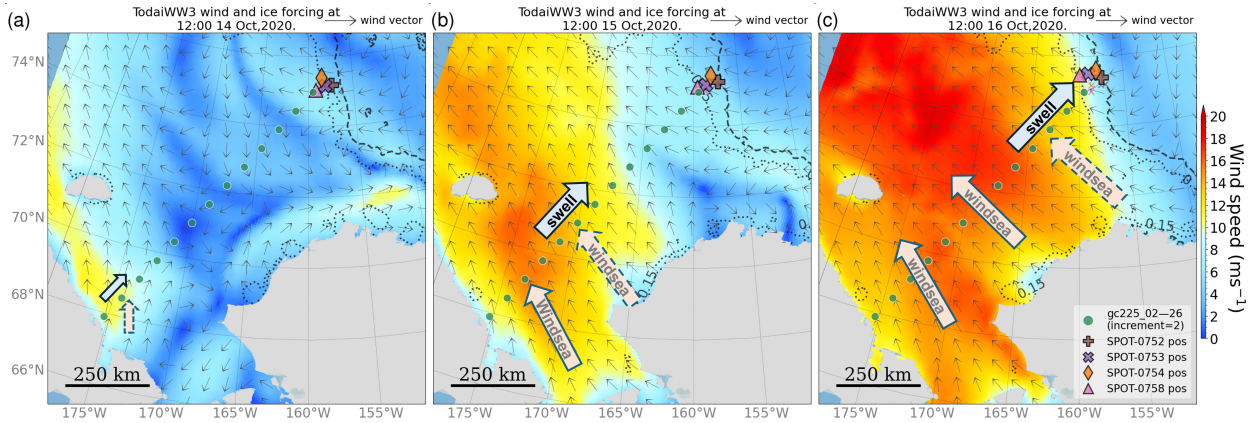 (a)
TodaiWW3 wind and ice forcing at
12:00 14 Oct,2020.
wind vector
(b)
TodaiWW3 wind and ice forcing at
12:00 15 Oct,2020.
wind vector
(c)
TodaiWW3 wind and ice forcing at
12:00 16 Oct,2020.
wind vector
74°N
72°N
70°N
68°N
66°N
250 km
175°W
170°W
165°W
160°W
155°W
swell
windsea
Windsea
0.15
0
250 km
175°W
170°W
165°W
160°W
155°W
swell
windsea
windsea
windsea
0
0.15
0.15
250 km
175°W
170°W
165°W
160°W
155°W
gc225_02—26
(increment=2)
SPOT-0752 pos
SPOT-0753 pos
SPOT-0754 pos
SPOT-0758 pos
20
18
16
14
12
10
8
6
4
2
0
Wind speed (ms⁻¹)